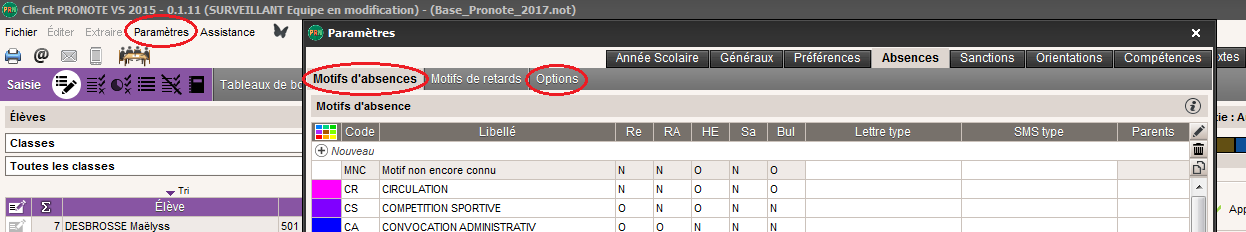 Client PRONOTE VS 2015 - 0.1.11 (SURVEILLANT Equipe en modification) - (Base_Pronote_2017.not)
Fichier Éditer Extraire Paramètres Assistance
PRN Paramètres
Année Scolaire Généraux Préférences Absences Sanctions Orientations Compétences
Saisie Tableaux de bo
Motifs d'absences Motifs de retards Options
Élèves
Motifs d'absence
Classes
Code Libellé Re RA HE Sa Bul Lettre type SMS type Parents
Nouveau
Toutes les classes
MNC Motif non encore connu N N O N O
Tri
CR CIRCULATION N N O N O
Σ Élève
CS COMPETITION SPORTIVE O N O N N
7 DESBROSSE Maëlyss 501
CA CONVOCATION ADMINISTRATIV O O O N N